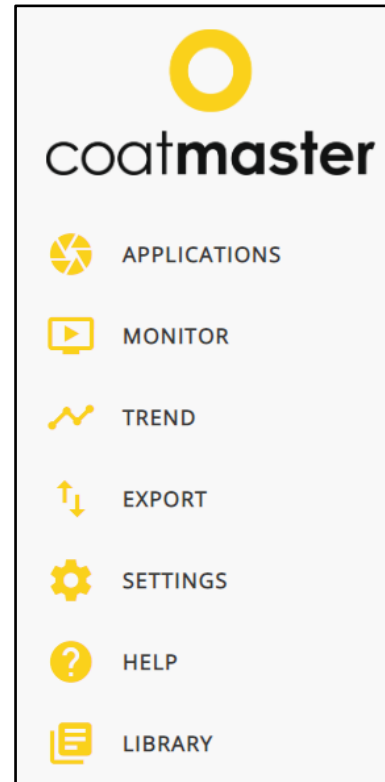 coatmaster
APPLICATIONS
MONITOR
TREND
EXPORT
SETTINGS
HELP
LIBRARY